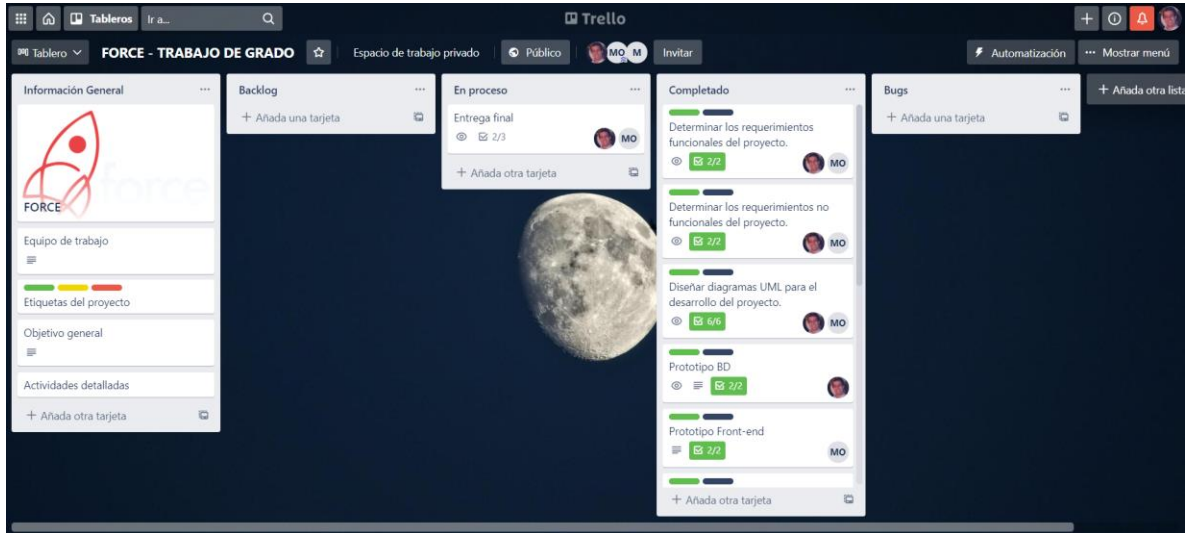 Tableros
Ir a...
Trello
Tablero
FORCE - TRABAJO DE GRADO
Espacio de trabajo privado
Público
MO
M
Invitar
Automatización
Mostrar menú
Información General
force
FORCE
Equipo de trabajo
Etiquetas del proyecto
Objetivo general
Actividades detalladas
+ Añada otra tarjeta
Backlog
+ Añada una tarjeta
En proceso
Entrega final
2/3
MO
+ Añada otra tarjeta
Completado
Determinar los requerimientos
funcionales del proyecto.
2/2
MO
Determinar los requerimientos no
funcionales del proyecto.
2/2
MO
Diseñar diagramas UML para el
desarrollo del proyecto.
6/6
MO
Prototipo BD
2/2
Prototipo Front-end
2/2
MO
+ Añada otra tarjeta
Bugs
+ Añada una tarjeta
+ Añada otra lista